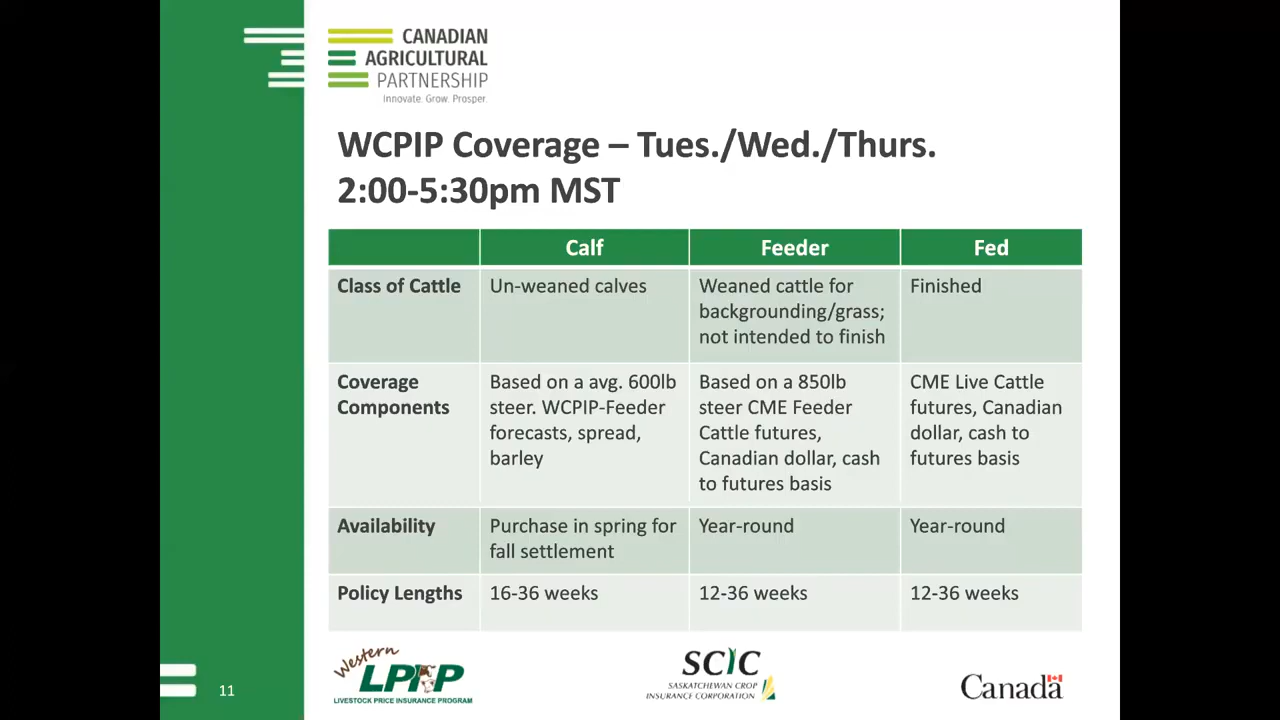 CANADIAN
AGRICULTURAL
PARTNERSHIP
Innovate. Grow. Prosper.
WCPIP Coverage – Tues./Wed./Thurs.
2:00-5:30pm MST
Calf
Feeder
Fed
Class of Cattle
Un-weaned calves
Weaned cattle for
backgrounding/grass;
not intended to finish
Finished
Coverage
Components
Based on a avg. 600lb
steer. WCPIP-Feeder
forecasts, spread,
barley
Based on a 850lb
steer CME Feeder
Cattle futures,
Canadian dollar, cash
to futures basis
CME Live Cattle
futures, Canadian
dollar, cash to
futures basis
Availability
Purchase in spring for
fall settlement
Year-round
Year-round
Policy Lengths
16-36 weeks
12-36 weeks
12-36 weeks
Western
LPIP
LIVESTOCK PRICE INSURANCE PROGRAM
SCIC
SASKATCHEWAN CROP
INSURANCE CORPORATION
Canada
11